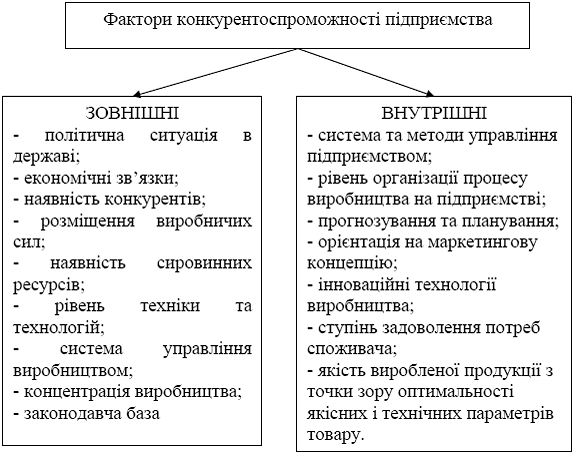 Фактори конкурентоспроможності підприємства
ЗОВНІШНІ
- політична ситуація в
державі;
- економічні зв’язки;
- наявність конкурентів;
- розміщення виробничих
сил;
- наявність сировинних
ресурсів;
- рівень техніки та
технологій;
- система управління
виробництвом;
- концентрація виробництва;
- законодавча база
ВНУТРІШНІ
- система та методи управління
підприємством;
- рівень організації процесу
виробництва на підприємстві;
- прогнозування та планування;
- орієнтація на маркетингову
концепцію;
- інноваційні технології
виробництва;
- ступінь задоволення потреб
споживача;
- якість виробленої продукції з
точки зору оптимальності
якісних і технічних параметрів
товару.